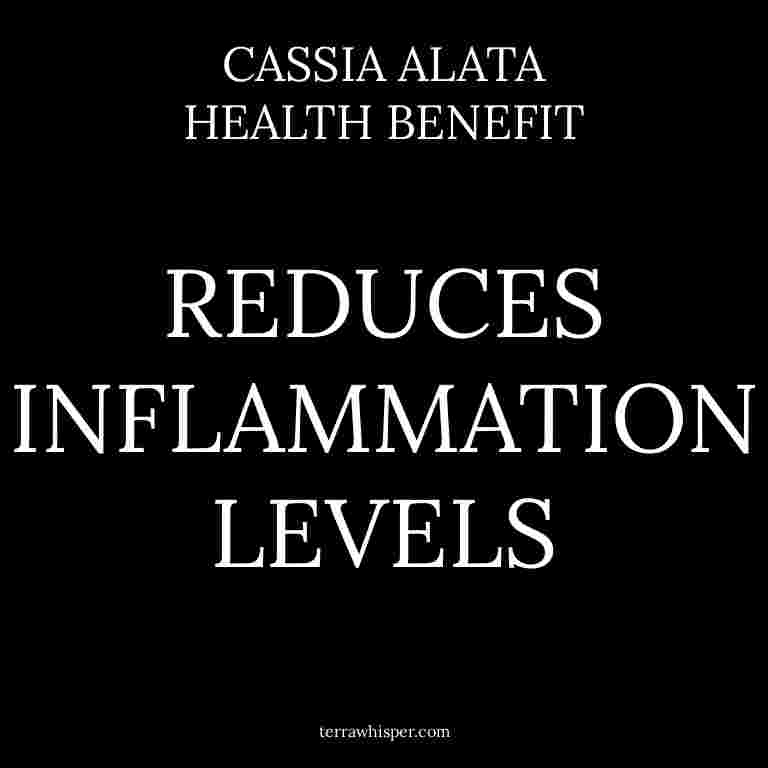 CASSIA ALATA
HEALTH BENEFIT
REDUCES
INFLAMMATION
LEVELS
terrawhisper.com